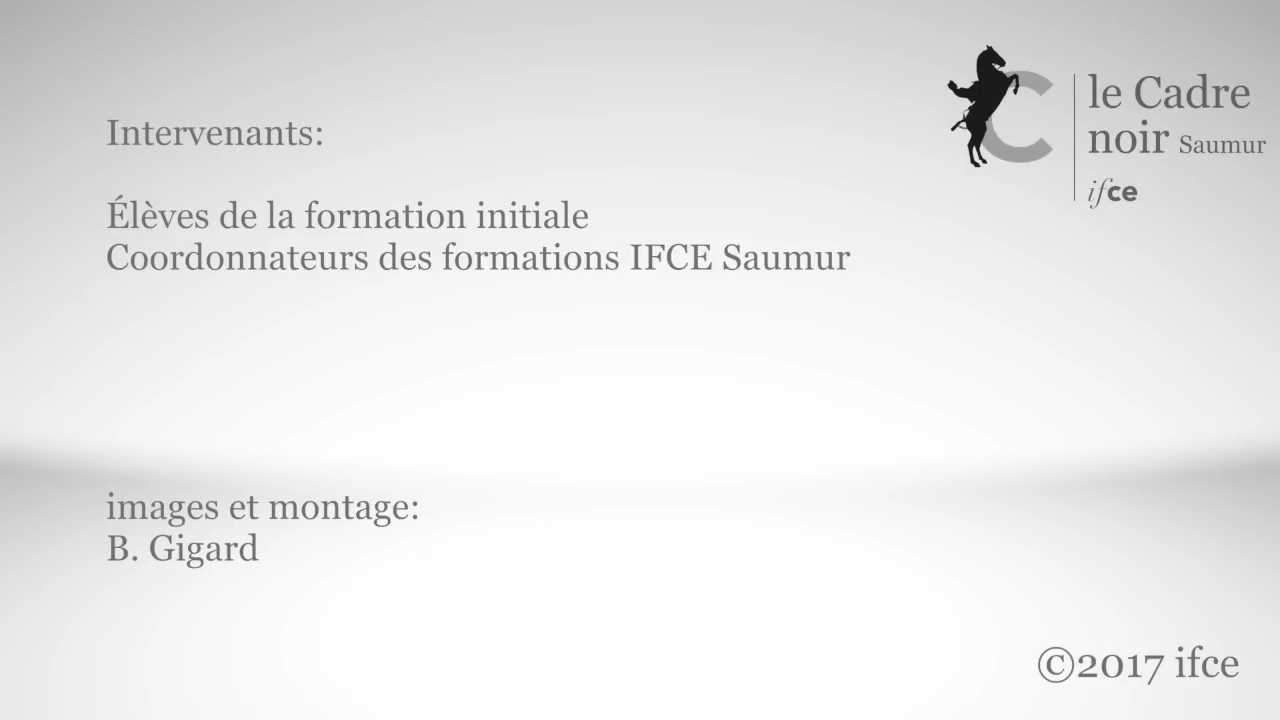 Intervenants:
Élèves de la formation initiale
Coordonnateurs des formations IFCE Saumur
images et montage:
B. Gigard
C
le Cadre
noir Saumur
ifce
©2017 ifce